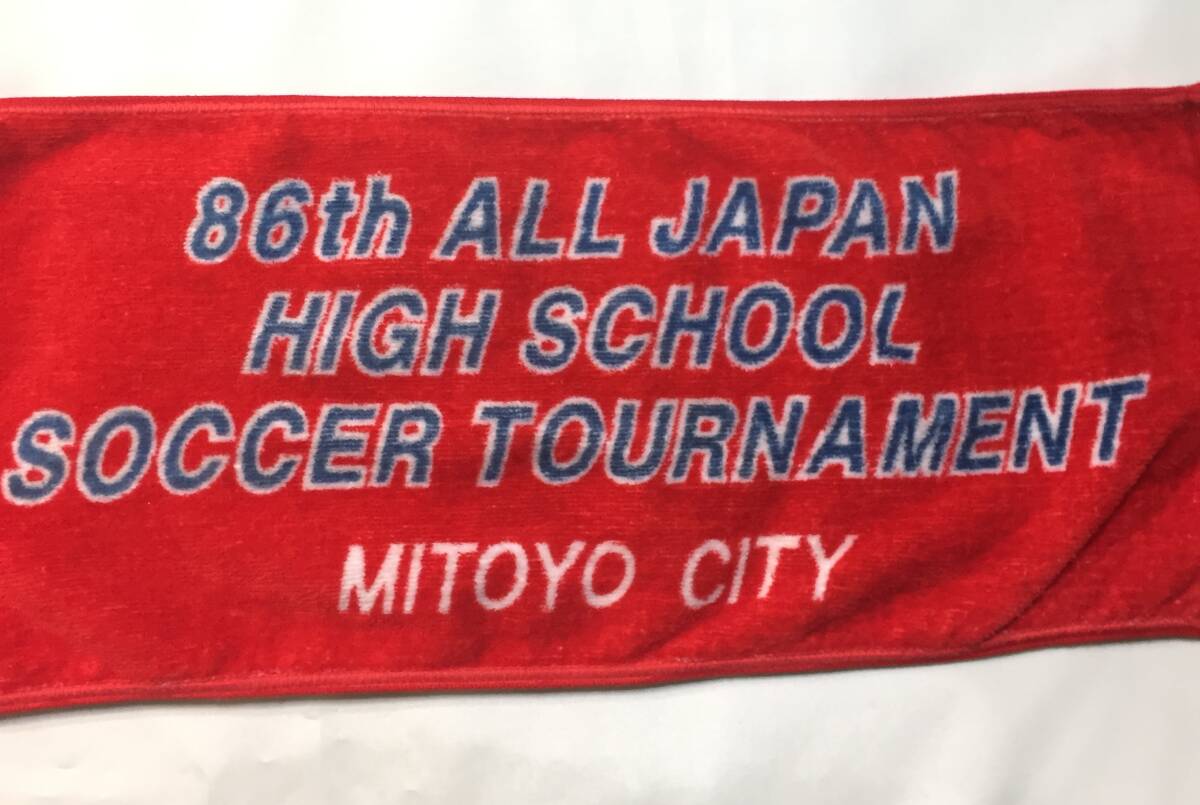 86th ALL JAPAN
HIGH SCHOOL
SOCCER TOURNAMENT
MITOYO CITY